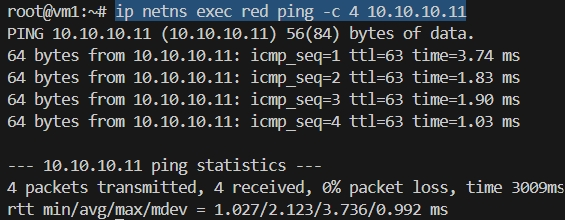 root@vm1:~# ip netns exec red ping -c 4 10.10.10.11
PING 10.10.10.11 (10.10.10.11) 56(84) bytes of data.
64 bytes from 10.10.10.11: icmp_seq=1 ttl=63 time=3.74 ms
64 bytes from 10.10.10.11: icmp_seq=2 ttl=63 time=1.83 ms
64 bytes from 10.10.10.11: icmp_seq=3 ttl=63 time=1.90 ms
64 bytes from 10.10.10.11: icmp_seq=4 ttl=63 time=1.03 ms
--- 10.10.10.11 ping statistics ---
4 packets transmitted, 4 received, 0% packet loss, time 3009ms
rtt min/avg/max/mdev = 1.027/2.123/3.736/0.992 ms